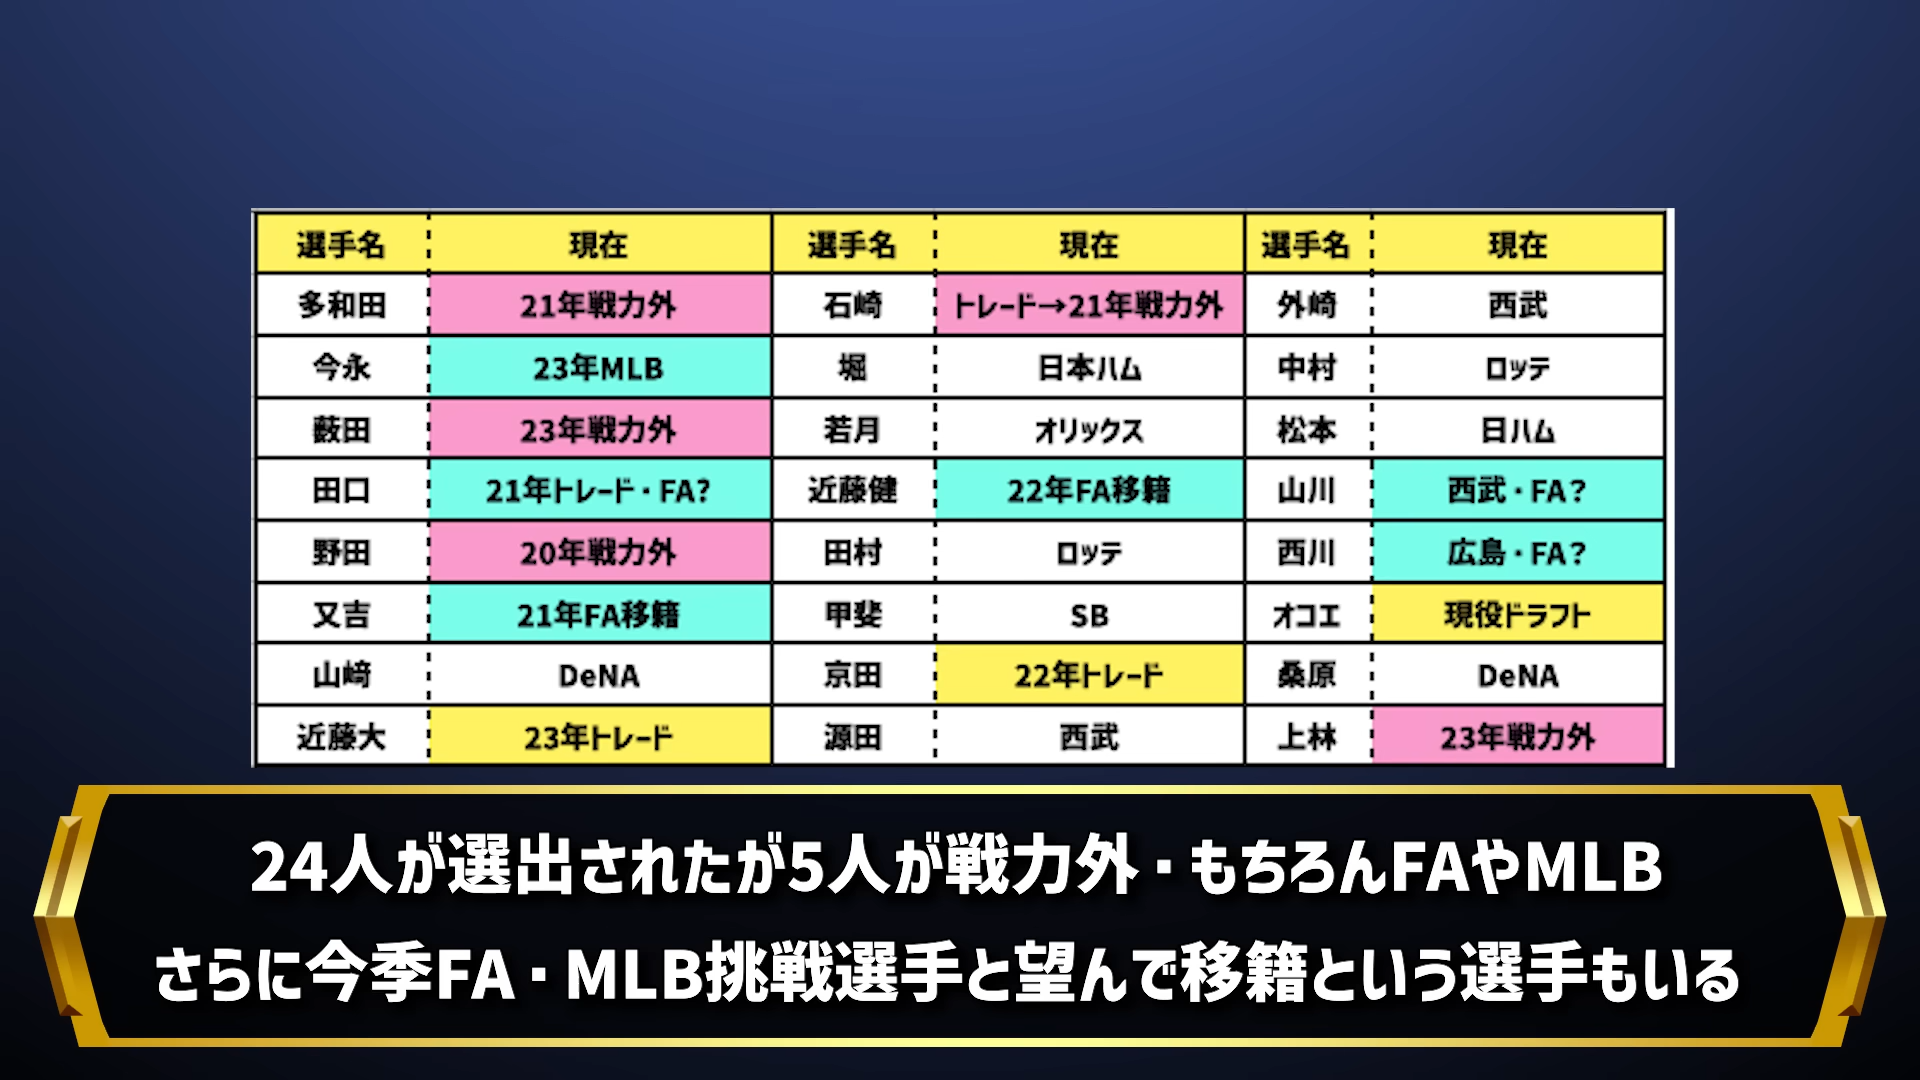 選手名 現在 選手名 現在 選手名 現在
多和田 21年戦力外 石崎 トレード→21年戦力外 外崎 西武
今永 23年MLB 堀 日本ハム 中村 ロッテ
薮田 23年戦力外 若月 オリックス 松本 日ハム
田口 21年トレード・FA? 近藤健 22年FA移籍 山川 西武・FA？
野田 20年戦力外 田村 ロッテ 西川 広島・FA？
又吉 21年FA移籍 甲斐 SB オコエ 現役ドラフト
山﨑 DeNA 京田 22年トレード 桑原 DeNA
近藤大 23年トレード 源田 西武 上林 23年戦力外
24人が選出されたが5人が戦力外・もちろんFAやMLB
さらに今季FA・MLB挑戦選手と望んで移籍という選手もいる